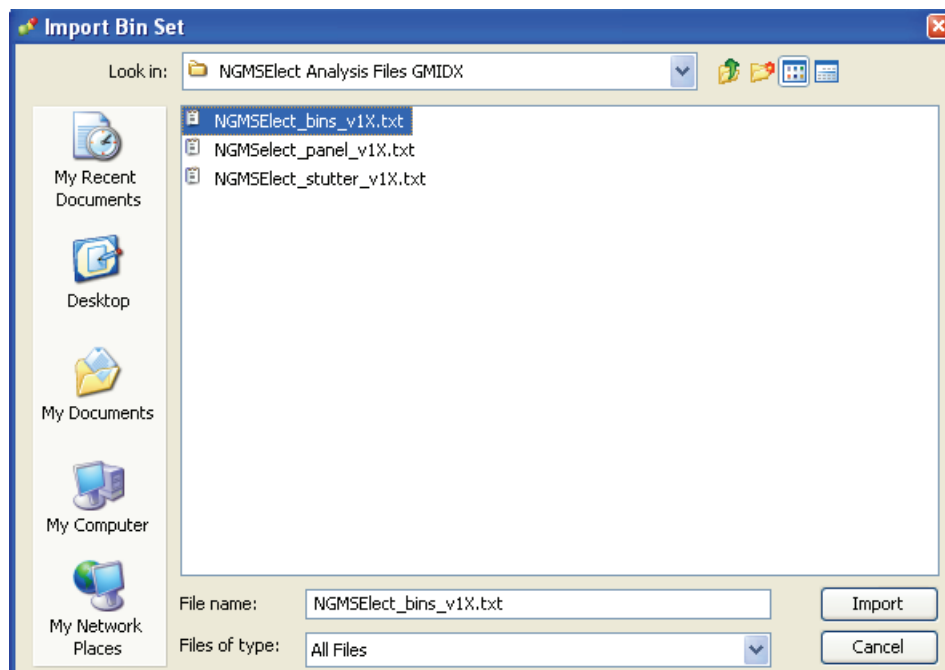 Import Bin Set
Look in: NGMSElect Analysis Files GMIDX
NGMSElect_bins_v1X.txt
NGMSelect_panel_v1X.txt
NGMSElect_stutter_v1X.txt
My Recent
Documents
Desktop
My Documents
My Computer
My Network
Places
File name: NGMSElect_bins_v1X.txt Import
Files of type: All Files Cancel